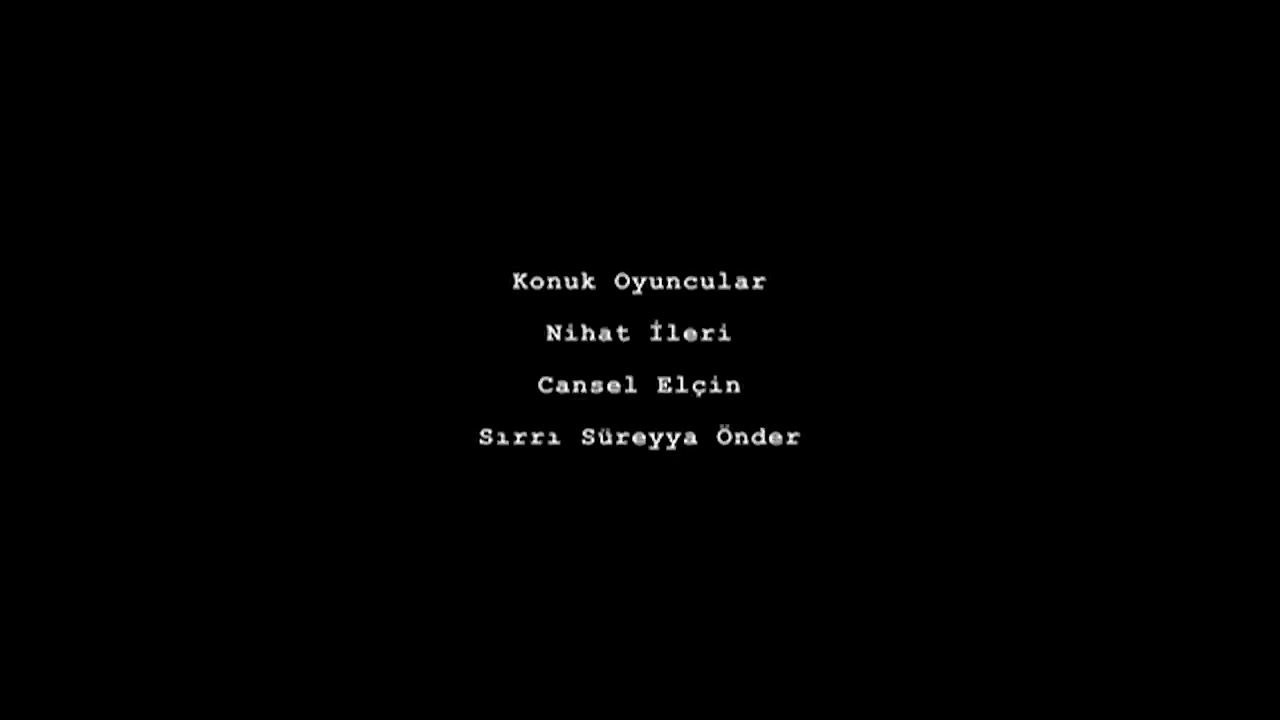 Konuk Oyuncular
Nihat İleri
Cansel Elçin
Sırrı Süreyya Önder